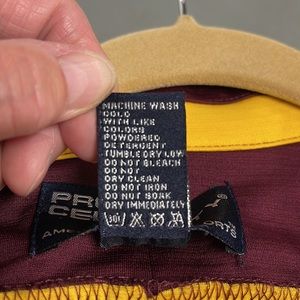 MACHINE WASH
COLD
WITH LIKE
COLORS
POWDERED
DETERGENT
TUMBLE DRY LOW
DO NOT BLEACH
DO NOT
DRY CLEAN
DO NOT IRON
DO NOT SOAK
DRY IMMEDIATELY
PRO
CE
AM
ORTS